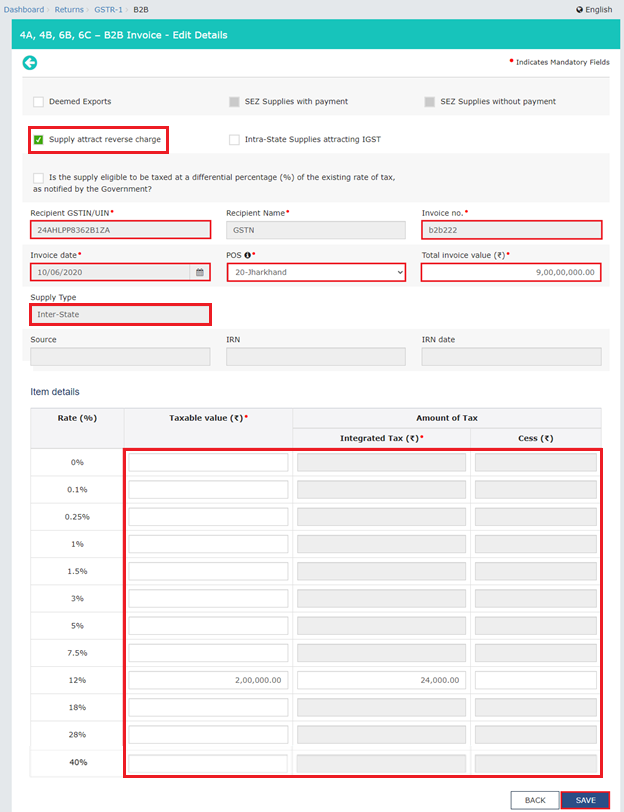 Dashboard › Returns › GSTR-1 › B2B English
4A, 4B, 6B, 6C – B2B Invoice - Edit Details
• Indicates Mandatory Fields
Deemed Exports SEZ Supplies with payment SEZ Supplies without payment
Supply attract reverse charge Intra-State Supplies attracting IGST
Is the supply eligible to be taxed at a differential percentage (%) of the existing rate of tax,
as notified by the Government?
Recipient GSTIN/UIN• Recipient Name• Invoice no.•
24AHLPP8362B1ZA GSTN b2b222
Invoice date• POS Total invoice value (₹)•
10/06/2020 20-Jharkhand 9,00,00,000.00
Supply Type
Inter-State
Source IRN IRN date
Item details
Rate (%) Taxable value (₹)• Amount of Tax
Integrated Tax (₹)• Cess (₹)
0%
0.1%
0.25%
1%
1.5%
3%
5%
7.5%
12% 2,00,000.00 24,000.00
18%
28%
40%
BACK SAVE